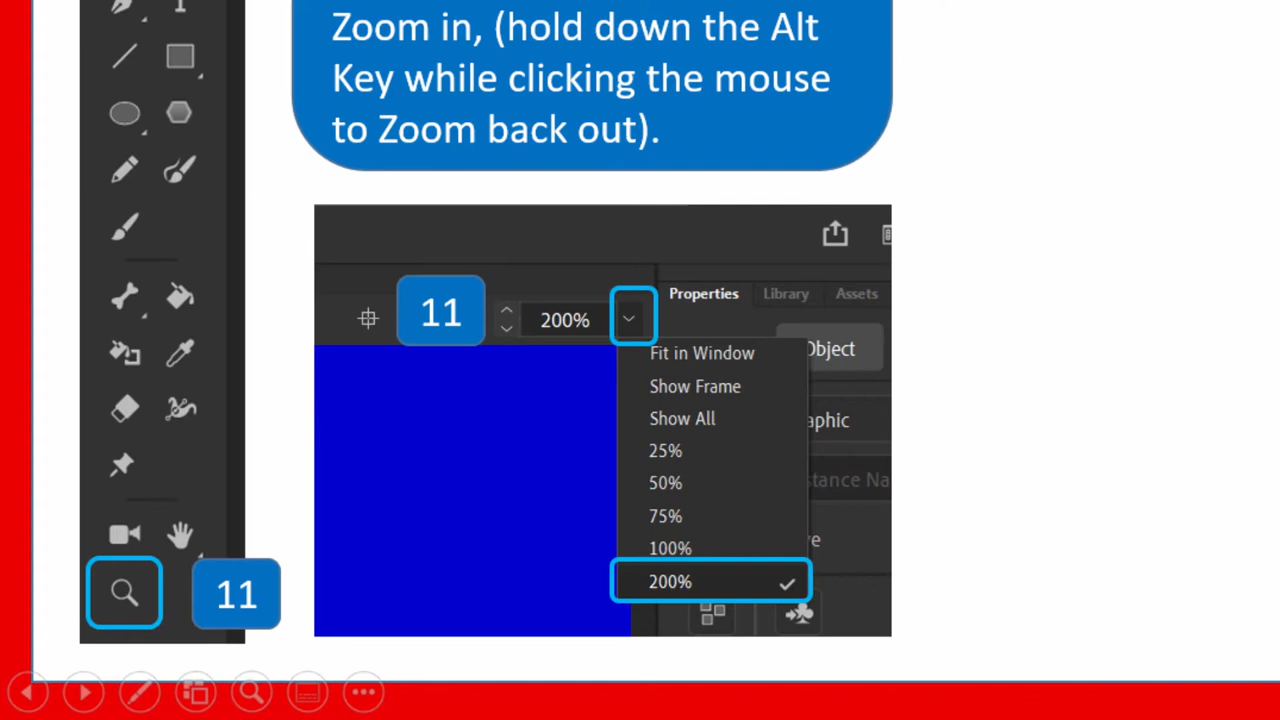 Zoom in, (hold down the Alt
Key while clicking the mouse
to Zoom back out).
11
200%
Properties
Library
Assets
Fit in Window
Object
Show Frame
Show All
aphic
25%
50%
stance Na
75%
100%
200%
11